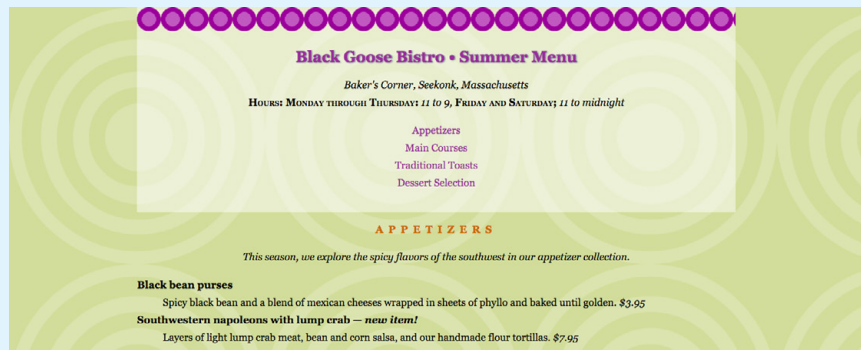 Black Goose Bistro • Summer Menu
Baker's Corner, Seekonk, Massachusetts
Hours: Monday through Thursday: 11 to 9, Friday and Saturday; 11 to midnight
Appetizers
Main Courses
Traditional Toasts
Dessert Selection
APPETIZERS
This season, we explore the spicy flavors of the southwest in our appetizer collection.
Black bean purses
Spicy black bean and a blend of mexican cheeses wrapped in sheets of phyllo and baked until golden. $3.95
Southwestern napoleons with lump crab — new item!
Layers of light lump crab meat, bean and corn salsa, and our handmade flour tortillas. $7.95